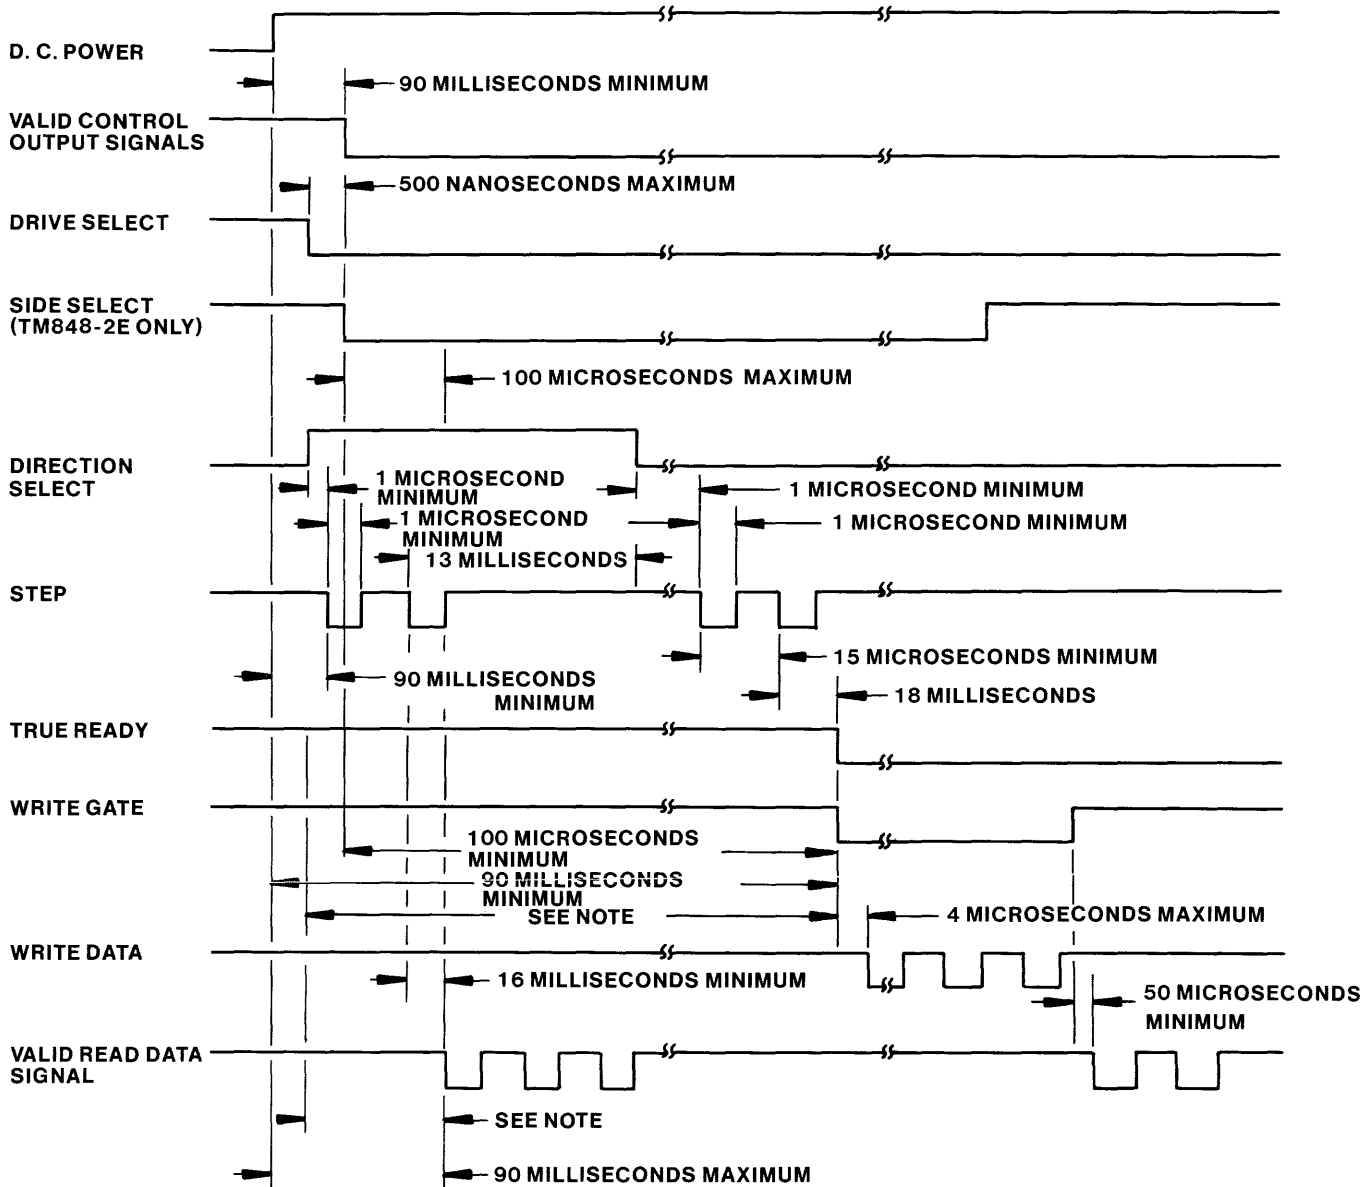 D. C. POWER
90 MILLISECONDS MINIMUM
VALID CONTROL
OUTPUT SIGNALS
500 NANOSECONDS MAXIMUM
DRIVE SELECT
SIDE SELECT
(TM848-2E ONLY)
100 MICROSECONDS MAXIMUM
DIRECTION
SELECT
1 MICROSECOND
MINIMUM
1 MICROSECOND MINIMUM
1 MICROSECOND
MINIMUM
1 MICROSECOND MINIMUM
13 MILLISECONDS
STEP
15 MICROSECONDS MINIMUM
90 MILLISECONDS
MINIMUM
18 MILLISECONDS
TRUE READY
WRITE GATE
100 MICROSECONDS
MINIMUM
90 MILLISECONDS
MINIMUM
SEE NOTE
4 MICROSECONDS MAXIMUM
WRITE DATA
16 MILLISECONDS MINIMUM
50 MICROSECONDS
MINIMUM
VALID READ DATA
SIGNAL
SEE NOTE
90 MILLISECONDS MAXIMUM